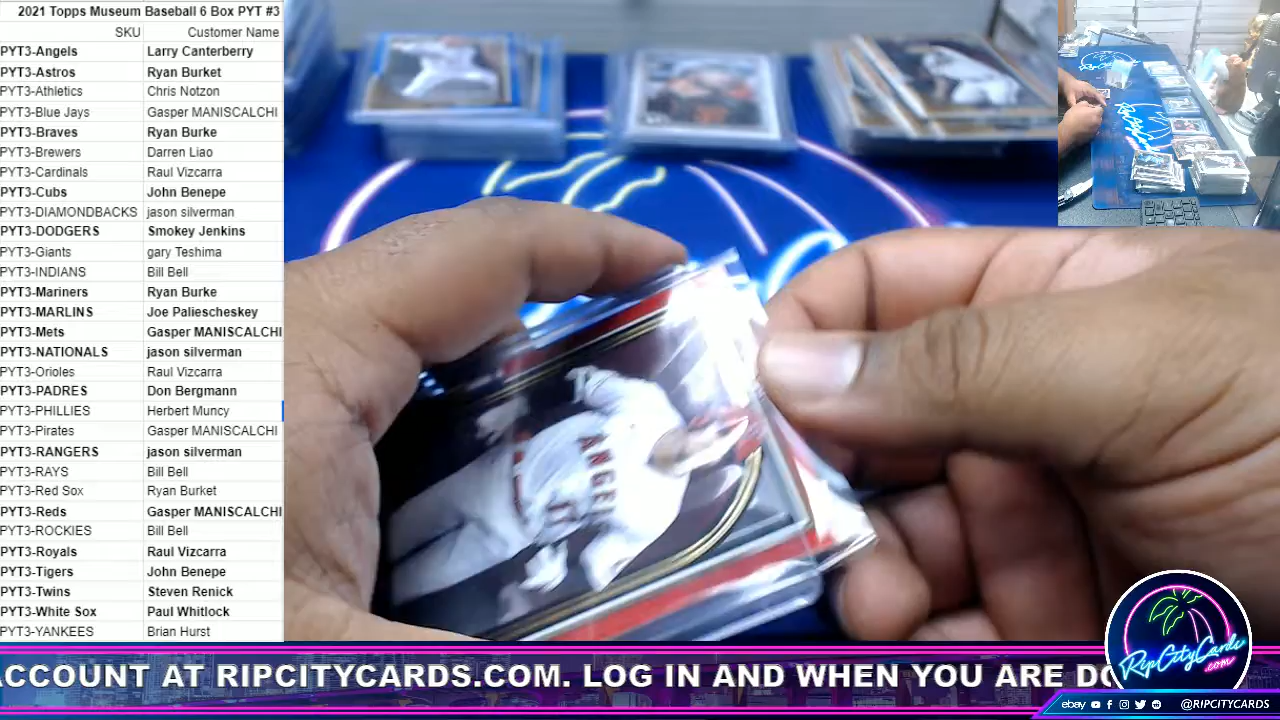 2021 Topps Museum Baseball 6 Box PYT #3
SKU Customer Name
PYT3-Angels Larry Canterberry
PYT3-Astros Ryan Burket
PYT3-Athletics Chris Notzon
PYT3-Blue Jays Gasper MANISCALCHI
PYT3-Braves Ryan Burke
PYT3-Brewers Darren Liao
PYT3-Cardinals Raul Vizcarra
PYT3-Cubs John Benepe
PYT3-DIAMONDBACKS jason silverman
PYT3-DODGERS Smokey Jenkins
PYT3-Giants gary Teshima
PYT3-INDIANS Bill Bell
PYT3-Mariners Ryan Burke
PYT3-MARLINS Joe Paliescheskey
PYT3-Mets Gasper MANISCALCHI
PYT3-NATIONALS jason silverman
PYT3-Orioles Raul Vizcarra
PYT3-PADRES Don Bergmann
PYT3-PHILLIES Herbert Muncy
PYT3-Pirates Gasper MANISCALCHI
PYT3-RANGERS jason silverman
PYT3-RAYS Bill Bell
PYT3-Red Sox Ryan Burket
PYT3-Reds Gasper MANISCALCHI
PYT3-ROCKIES Bill Bell
PYT3-Royals Raul Vizcarra
PYT3-Tigers John Benepe
PYT3-Twins Steven Renick
PYT3-White Sox Paul Whitlock
PYT3-YANKEES Brian Hurst
ANGELS
17
CCOUNT AT RIPCITYCARDS.COM. LOG IN AND WHEN YOU ARE DO
RipCityCards
.com
ebay @RIPCITYCARDS